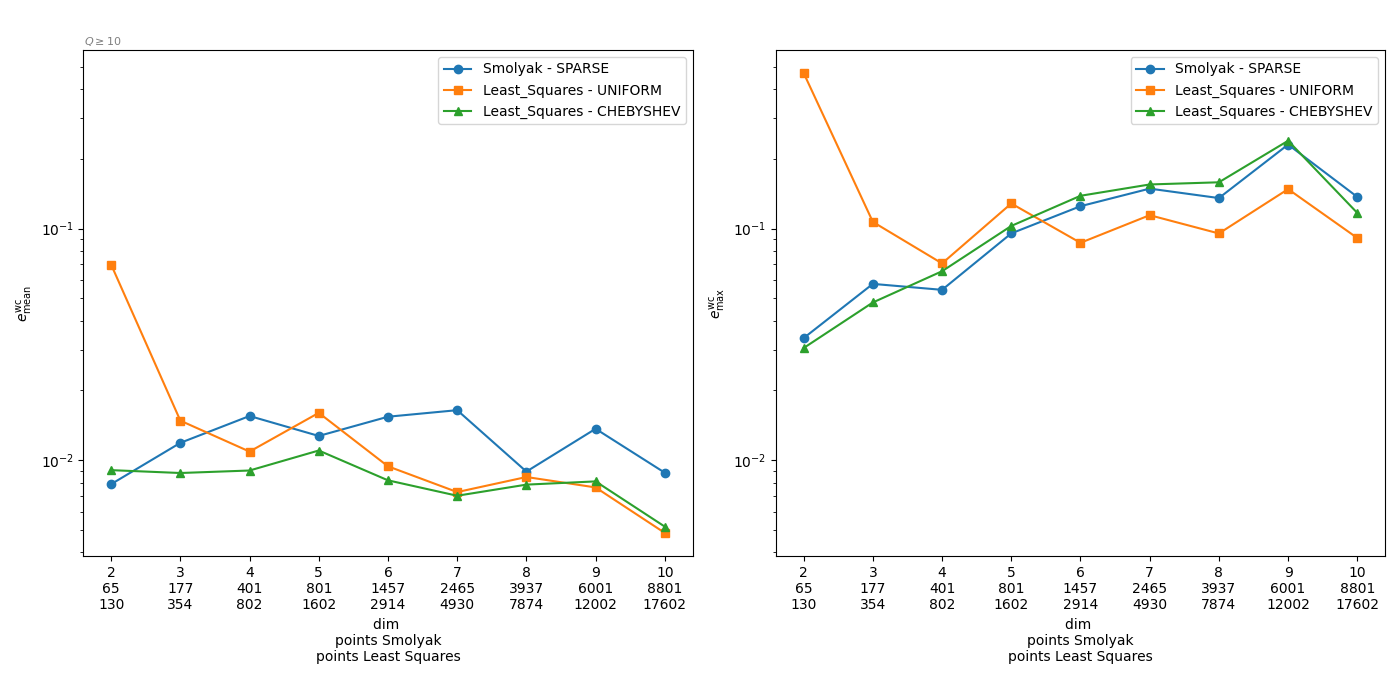 Q ≥ 10
Smolyak - SPARSE
Least_Squares - UNIFORM
Least_Squares - CHEBYSHEV
10⁻¹
10⁻²
e^wc_mean
2 3 4 5 6 7 8 9 10
65 177 401 801 1457 2465 3937 6001 8801
130 354 802 1602 2914 4930 7874 12002 17602
dim
points Smolyak
points Least Squares
Smolyak - SPARSE
Least_Squares - UNIFORM
Least_Squares - CHEBYSHEV
10⁻¹
10⁻²
e^wc_max
2 3 4 5 6 7 8 9 10
65 177 401 801 1457 2465 3937 6001 8801
130 354 802 1602 2914 4930 7874 12002 17602
dim
points Smolyak
points Least Squares